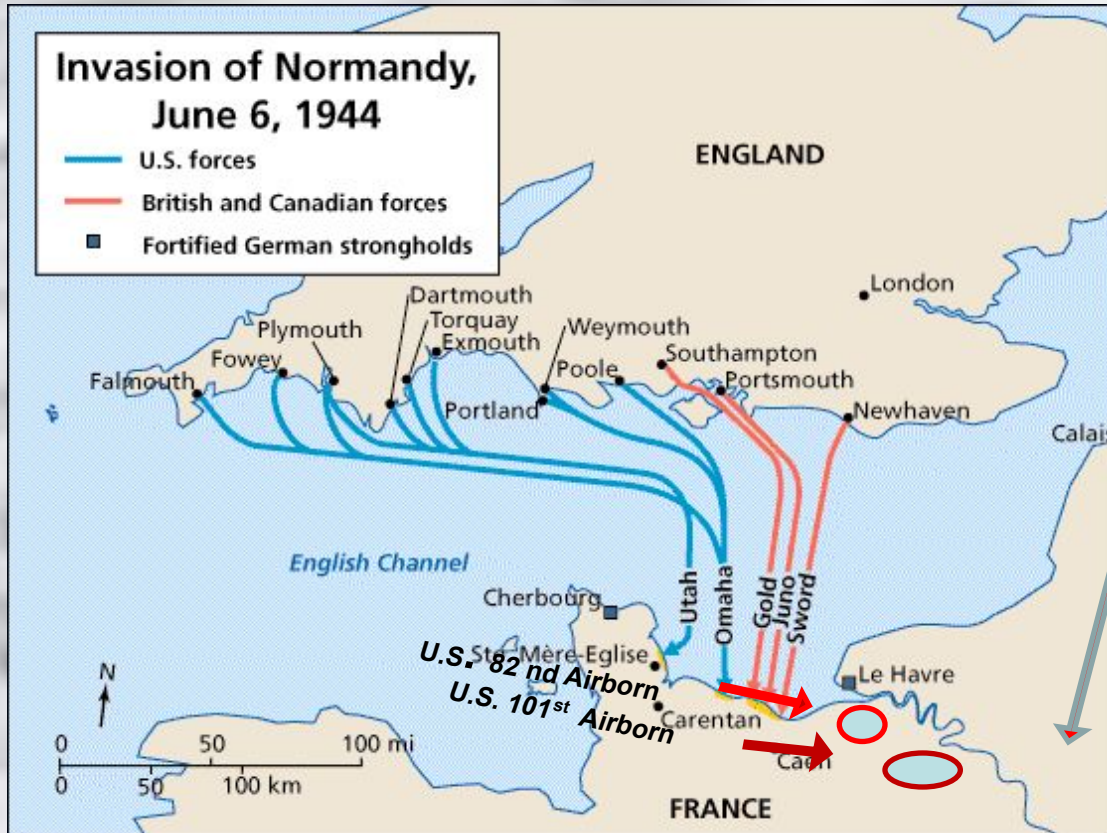 Invasion of Normandy,
June 6, 1944
U.S. forces
British and Canadian forces
Fortified German strongholds
ENGLAND
London
Dartmouth
Torquay
Exmouth
Plymouth
Weymouth
Fowey
Poole
Southampton
Portsmouth
Falmouth
Portland
Newhaven
Calais
English Channel
Utah
Omaha
Gold
Juno
Sword
Cherbourg
Ste-Mère-Eglise
U.S. 82 nd Airborn
U.S. 101st Airborn
Le Havre
Carentan
Caen
N
0 50 100 mi
0 50 100 km
FRANCE